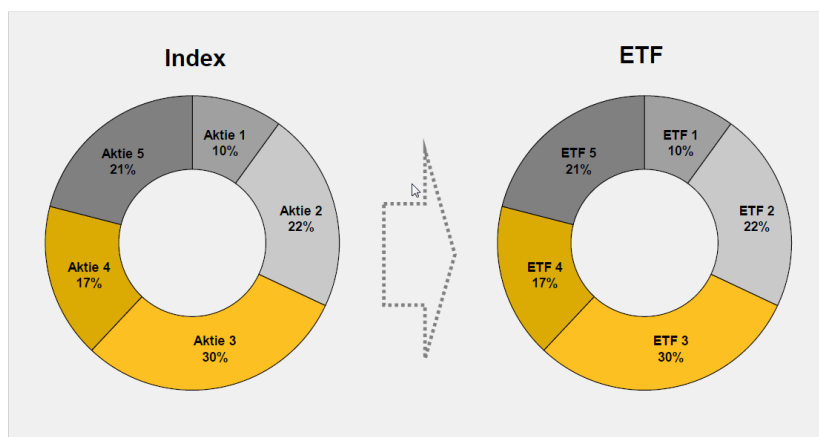 Index
Aktie 1
10%
Aktie 2
22%
Aktie 3
30%
Aktie 4
17%
Aktie 5
21%
ETF
ETF 1
10%
ETF 2
22%
ETF 3
30%
ETF 4
17%
ETF 5
21%